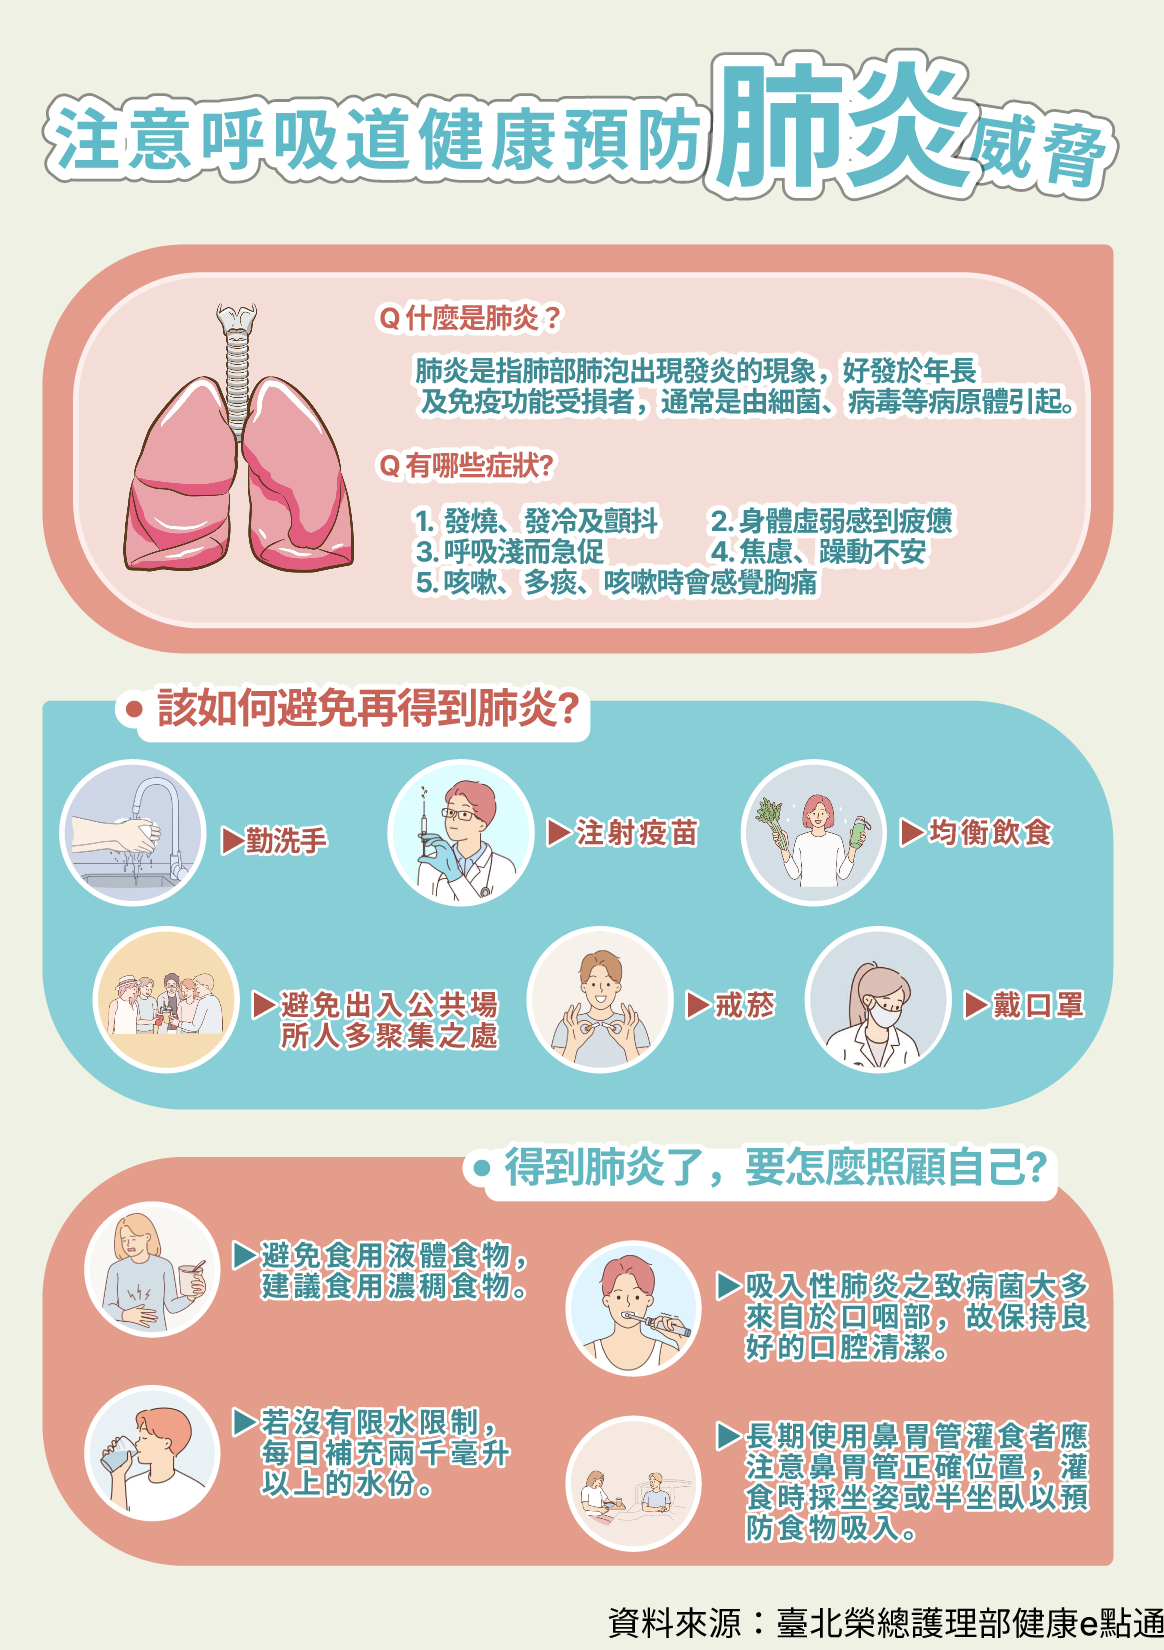 注意呼吸道健康預防肺炎威脅
Q 什麼是肺炎？
肺炎是指肺部肺泡出現發炎的現象，好發於年長
及免疫功能受損者，通常是由細菌、病毒等病原體引起。
Q 有哪些症狀?
1. 發燒、發冷及顫抖
2. 身體虛弱感到疲憊
3. 呼吸淺而急促
4. 焦慮、躁動不安
5. 咳嗽、多痰、咳嗽時會感覺胸痛
• 該如何避免再得到肺炎?
▶勤洗手
▶注射疫苗
▶均衡飲食
▶避免出入公共場
所人多聚集之處
▶戒菸
▶戴口罩
• 得到肺炎了，要怎麼照顧自己?
▶避免食用液體食物，
建議食用濃稠食物。
▶吸入性肺炎之致病菌大多
來自於口咽部，故保持良
好的口腔清潔。
▶若沒有限水限制，
每日補充兩千毫升
以上的水份。
▶長期使用鼻胃管灌食者應
注意鼻胃管正確位置，灌
食時採坐姿或半坐臥以預
防食物吸入。
資料來源：臺北榮總護理部健康e點通